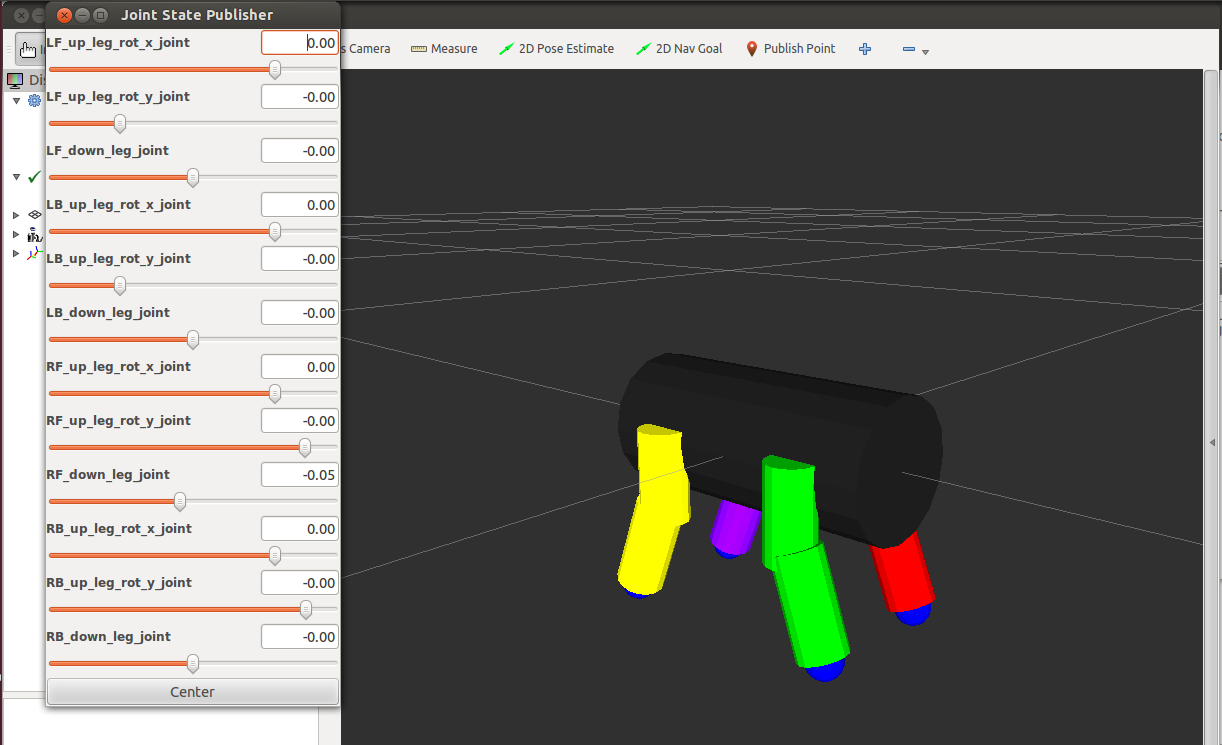 Joint State Publisher
LF_up_leg_rot_x_joint 0.00
s Camera Measure 2D Pose Estimate 2D Nav Goal Publish Point
Dis
LF_up_leg_rot_y_joint -0.00
LF_down_leg_joint -0.00
LB_up_leg_rot_x_joint 0.00
LB_up_leg_rot_y_joint -0.00
LB_down_leg_joint -0.00
RF_up_leg_rot_x_joint 0.00
RF_up_leg_rot_y_joint -0.00
RF_down_leg_joint -0.05
RB_up_leg_rot_x_joint 0.00
RB_up_leg_rot_y_joint -0.00
RB_down_leg_joint -0.00
Center